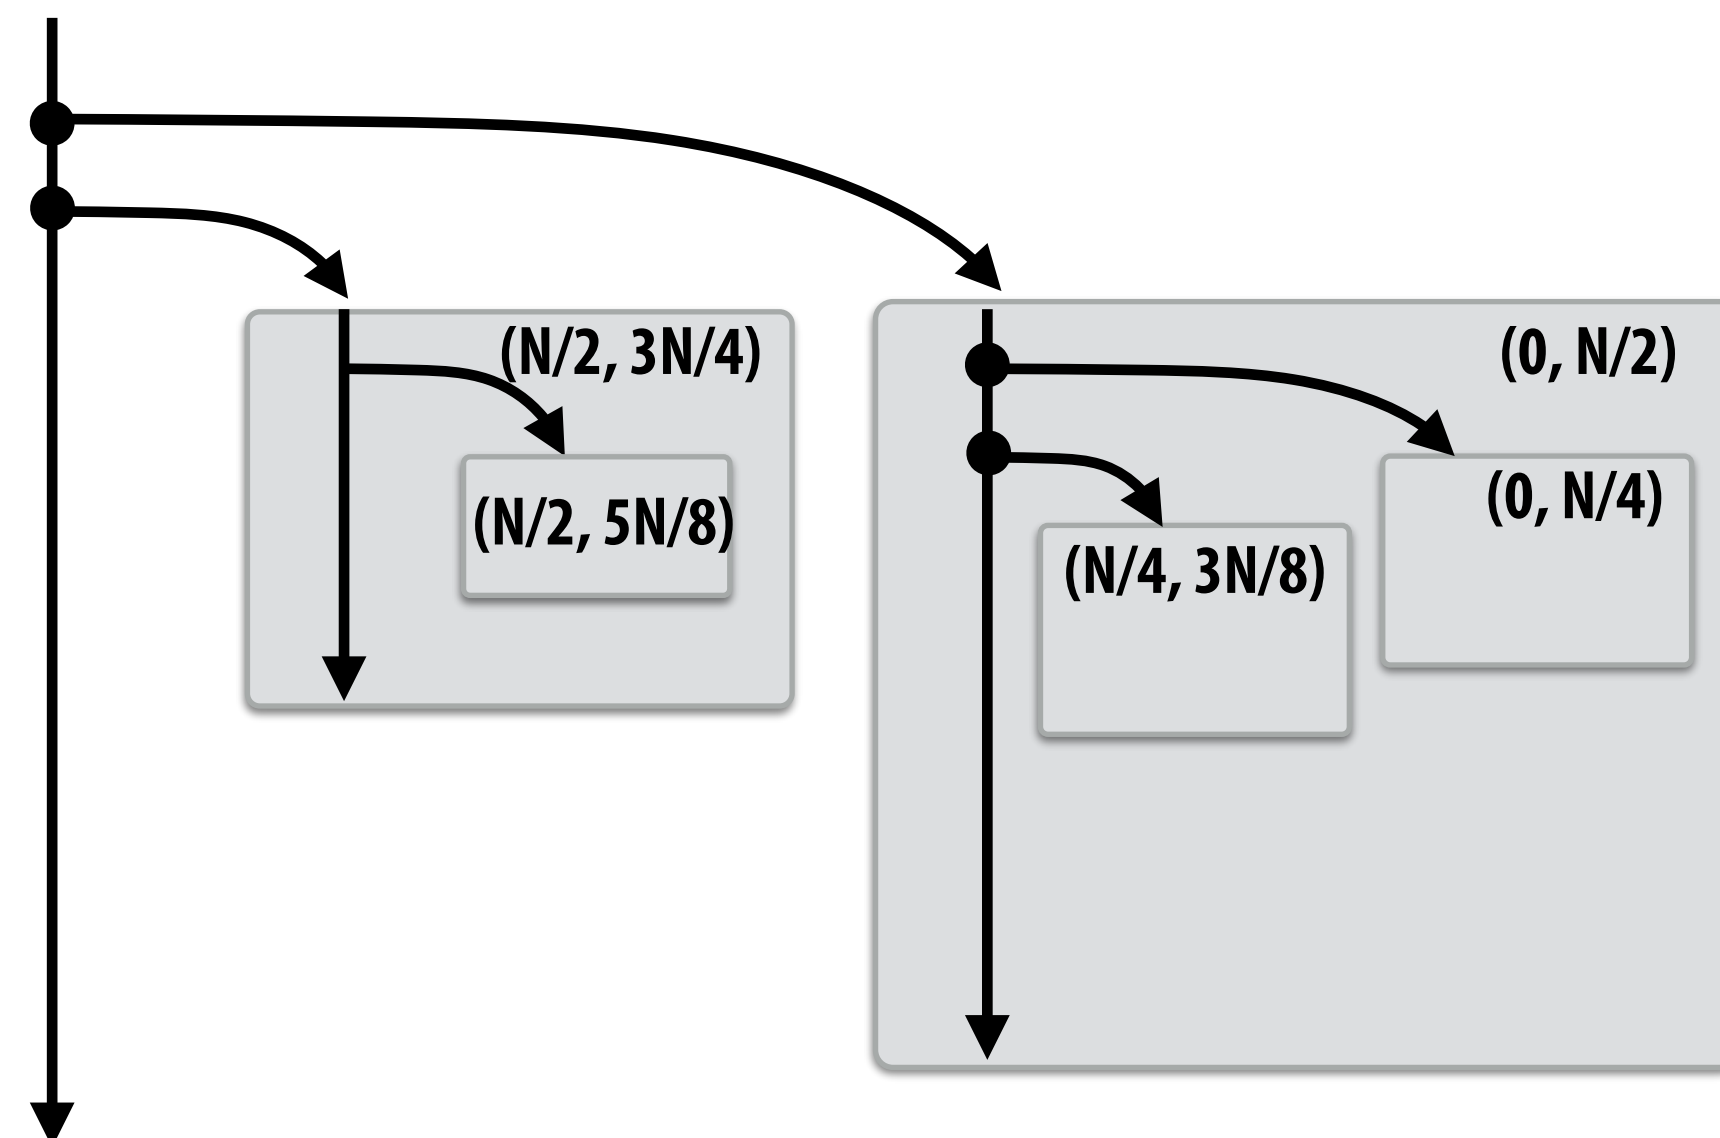 (N/2, 3N/4)
(0, N/2)
(N/2, 5N/8)
(0, N/4)
(N/4, 3N/8)